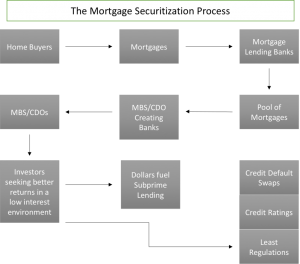 The Mortgage Securitization Process
Home Buyers
Mortgages
Mortgage
Lending Banks
MBS/CDOs
MBS/CDO
Creating
Banks
Pool of
Mortgages
Investors
seeking better
returns in a
low interest
environment
Dollars fuel
Subprime
Lending
Credit Default
Swaps
Credit Ratings
Least
Regulations